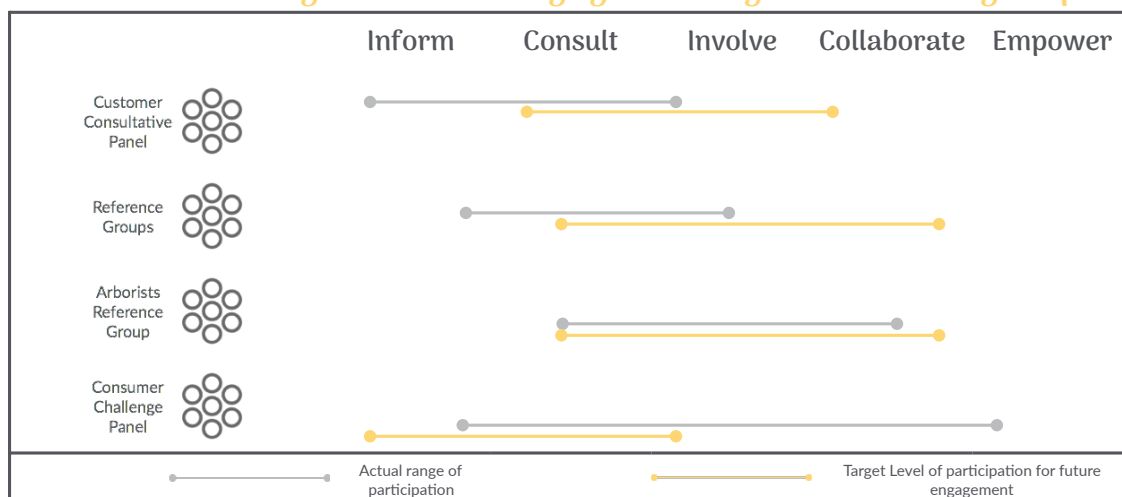 Inform Consult Involve Collaborate Empower
Customer
Consultative
Panel
Reference
Groups
Arborists
Reference
Group
Consumer
Challenge
Panel
Actual range of
participation
Target Level of participation for future
engagement